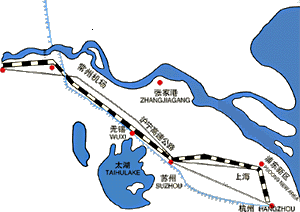 常州机场
张家港
ZHANGJIAGANG
无锡
WUXI
沪宁高速公路
太湖
TAIHULAKE
苏州
SUZHOU
上海
浦东新区
杭州 HANGZHOU